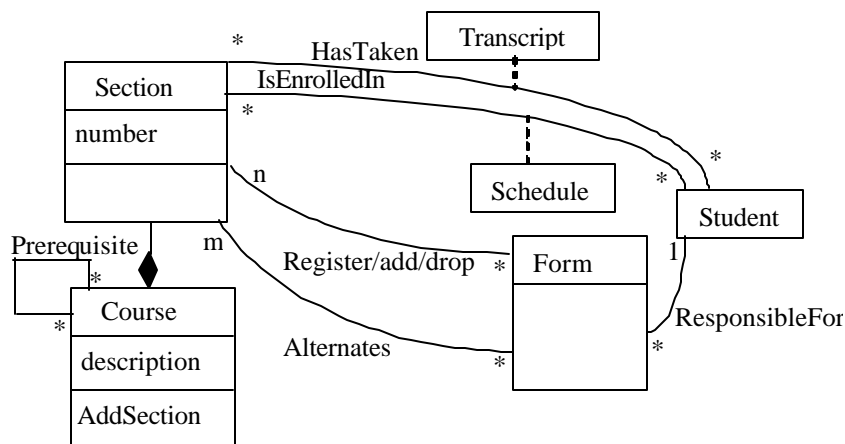 *
HasTaken
Transcript
Section
IsEnrolledIn
*
number
*
*
n
Schedule
Student
m
Prerequisite
1
Register/add/drop
*
Form
*
Course
*
ResponsibleFor
Alternates
*
*
description
AddSection